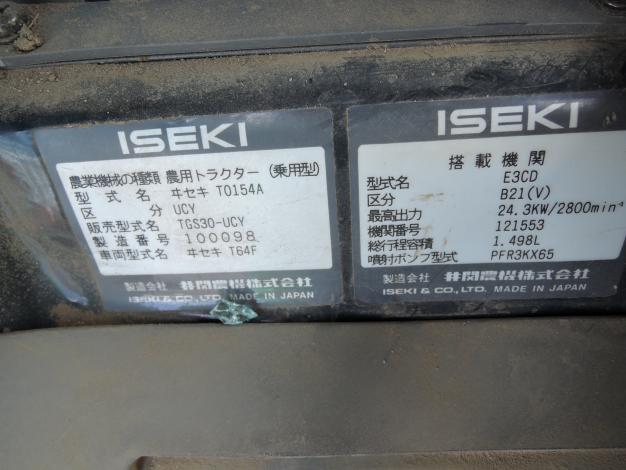 ISEKI
農業機械の種類 農用トラクター (乗用型)
型式名 ヰセキ TO154A
区分 UCY
販売型式名 TGS30-UCY
製造番号 100098
車両型式名 ヰセキ T64F
製造会社 井関農機株式会社
ISEKI & CO., LTD. MADE IN JAPAN
ISEKI
搭載機関
型式名 E3CD
区分 B21(V)
最高出力 24.3KW/2800min⁻¹
機関番号 121553
総行程容積 1.498L
噴射ポンプ型式 PFR3KX65
製造会社 井関農機株式会社
ISEKI & CO., LTD. MADE IN JAPAN